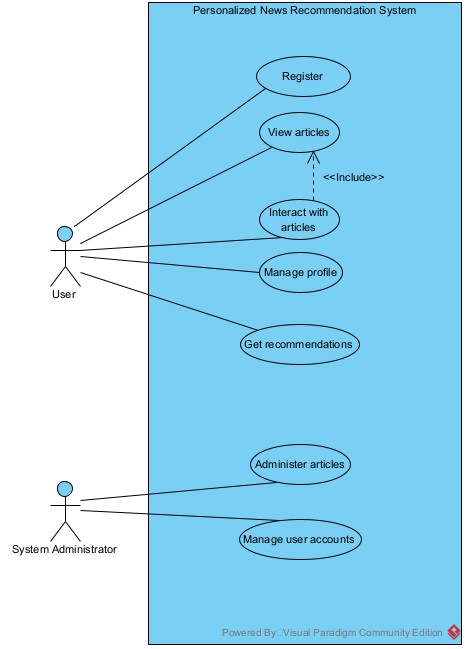 Personalized News Recommendation System
Register
View articles
<<Include>>
Interact with
articles
User
Manage profile
Get recommendations
Administer articles
System Administrator
Manage user accounts
Powered By: Visual Paradigm Community Edition